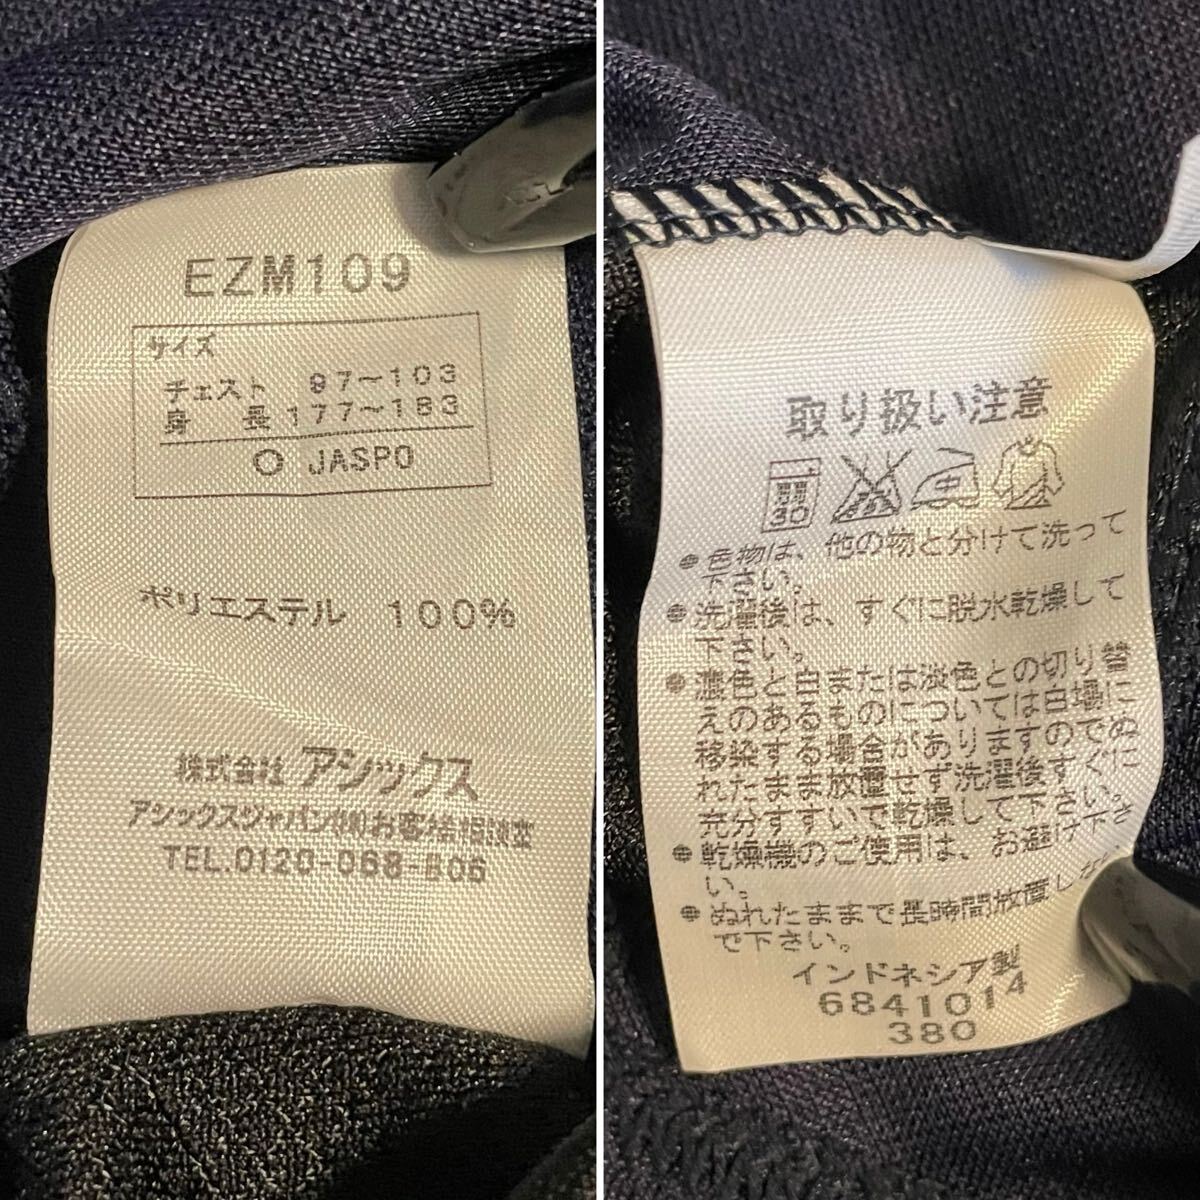 EZM109
サイズ
チェスト 97～103
身 長 177～183
O JASPO
ポリエステル 100%
株式会社 アシックス
アシックスジャパン(株)お客様相談室
TEL.0120-068-806
取り扱い注意
30
●色物は、他の物と分けて洗って
下さい。
●洗濯後は、すぐに脱水乾燥して
下さい。
●濃色と白または淡色との切り替
えのあるものについては白場に
移染する場合がありますのでぬ
れたまま放置せず洗濯後すぐに
充分すすいで乾燥して下さい。
●乾燥機のご使用は、お避け下さ
い。
●ぬれたままで長時間放置しない
で下さい。
インドネシア製
6841014
380